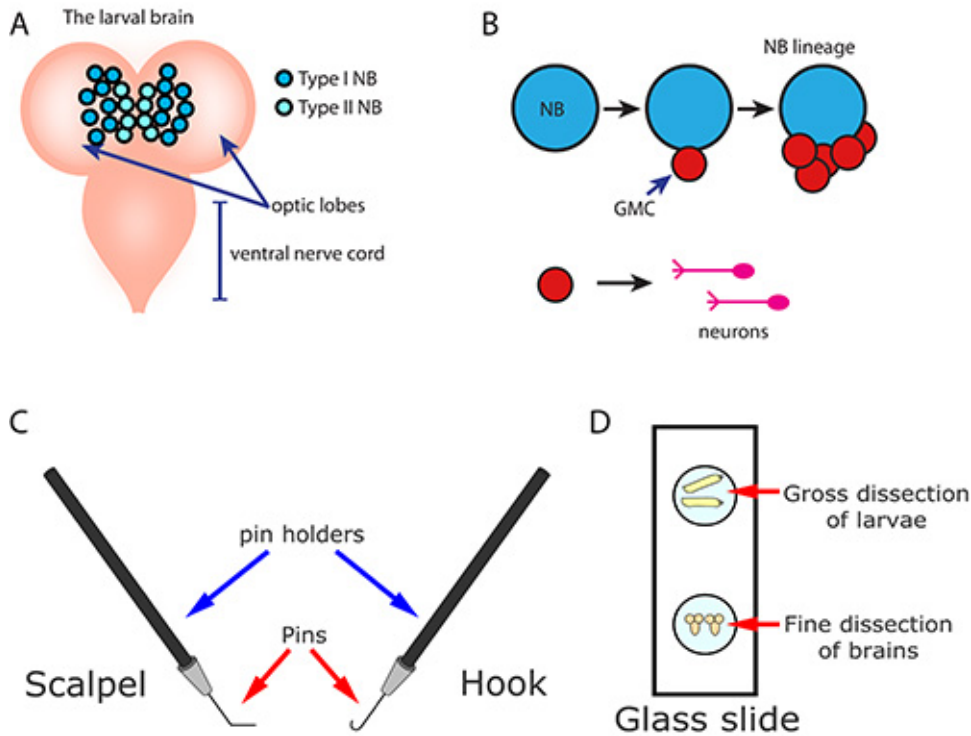 A
The larval brain
Type I NB
Type II NB
optic lobes
ventral nerve cord
B
NB lineage
NB
GMC
neurons
C
pin holders
Pins
Scalpel
Hook
D
Gross dissection
of larvae
Fine dissection
of brains
Glass slide